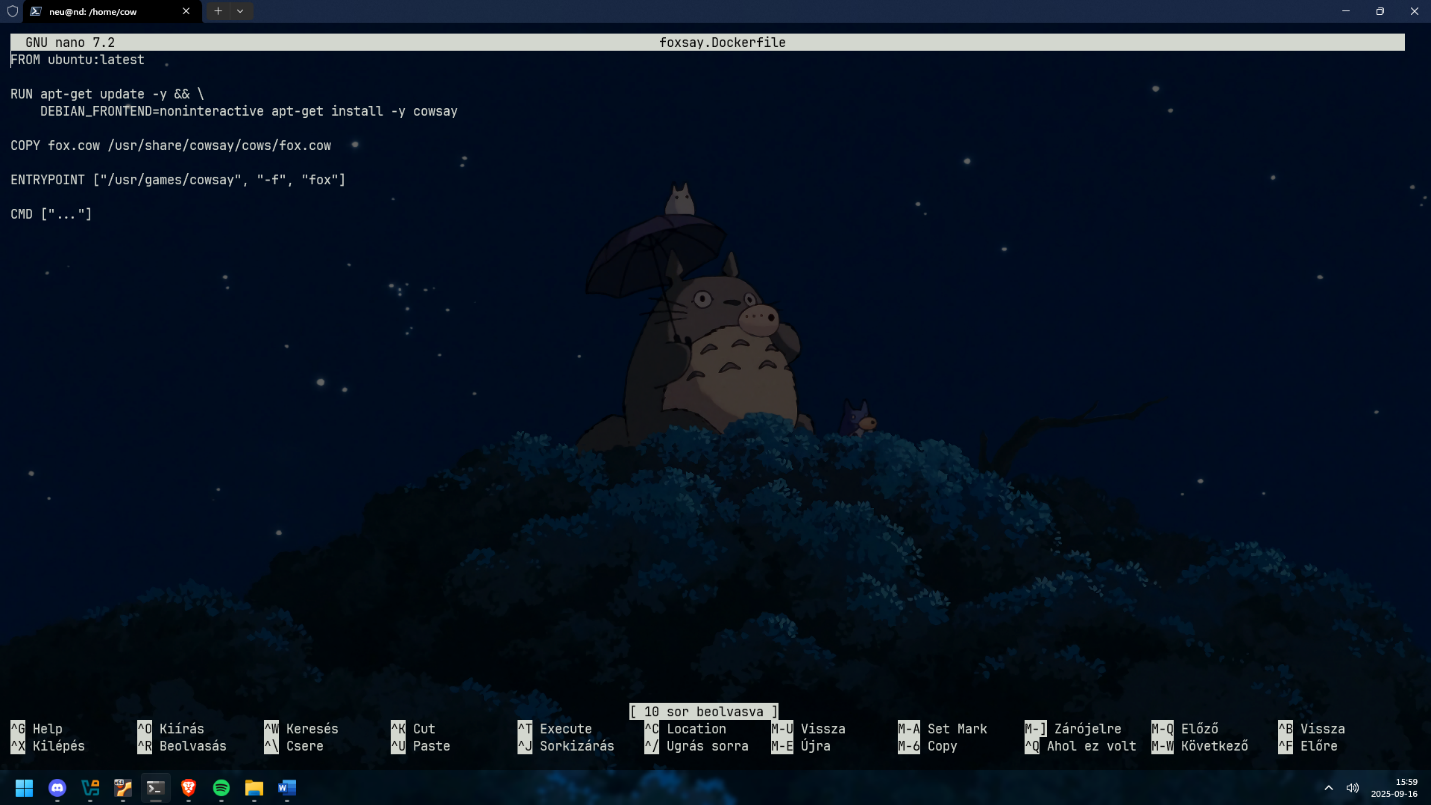 neu@nd: /home/cow
GNU nano 7.2 foxsay.Dockerfile
FROM ubuntu:latest
RUN apt-get update -y && \
DEBIAN_FRONTEND=noninteractive apt-get install -y cowsay
COPY fox.cow /usr/share/cowsay/cows/fox.cow
ENTRYPOINT ["/usr/games/cowsay", "-f", "fox"]
CMD ["..."]
[ 10 sor beolvasva ]
^G Help ^O Kiírás ^W Keresés ^K Cut ^T Execute ^C Location M-U Vissza M-A Set Mark M-] Zárójelre M-Q Előző ^B Vissza
^X Kilépés ^R Beolvasás ^\ Csere ^U Paste ^J Sorkizárás ^/ Ugrás sorra M-E Újra M-6 Copy ^Q Ahol ez volt M-W Következő ^F Előre
15:59
2025-09-16